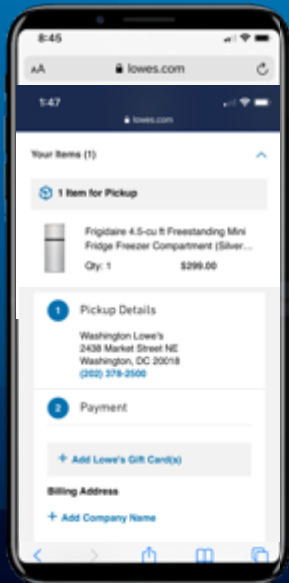 8:45
AA lowes.com
1:47
lowes.com
Your Items (1)
1 Item for Pickup
Frigidaire 4.5-cu ft Freestanding Mini
Fridge Freezer Compartment (Silver...
Qty: 1 $299.00
1 Pickup Details
Washington Lowe's
2438 Market Street NE
Washington, DC 20018
(202) 378-2500
2 Payment
+ Add Lowe's Gift Card(s)
Billing Address
+ Add Company Name